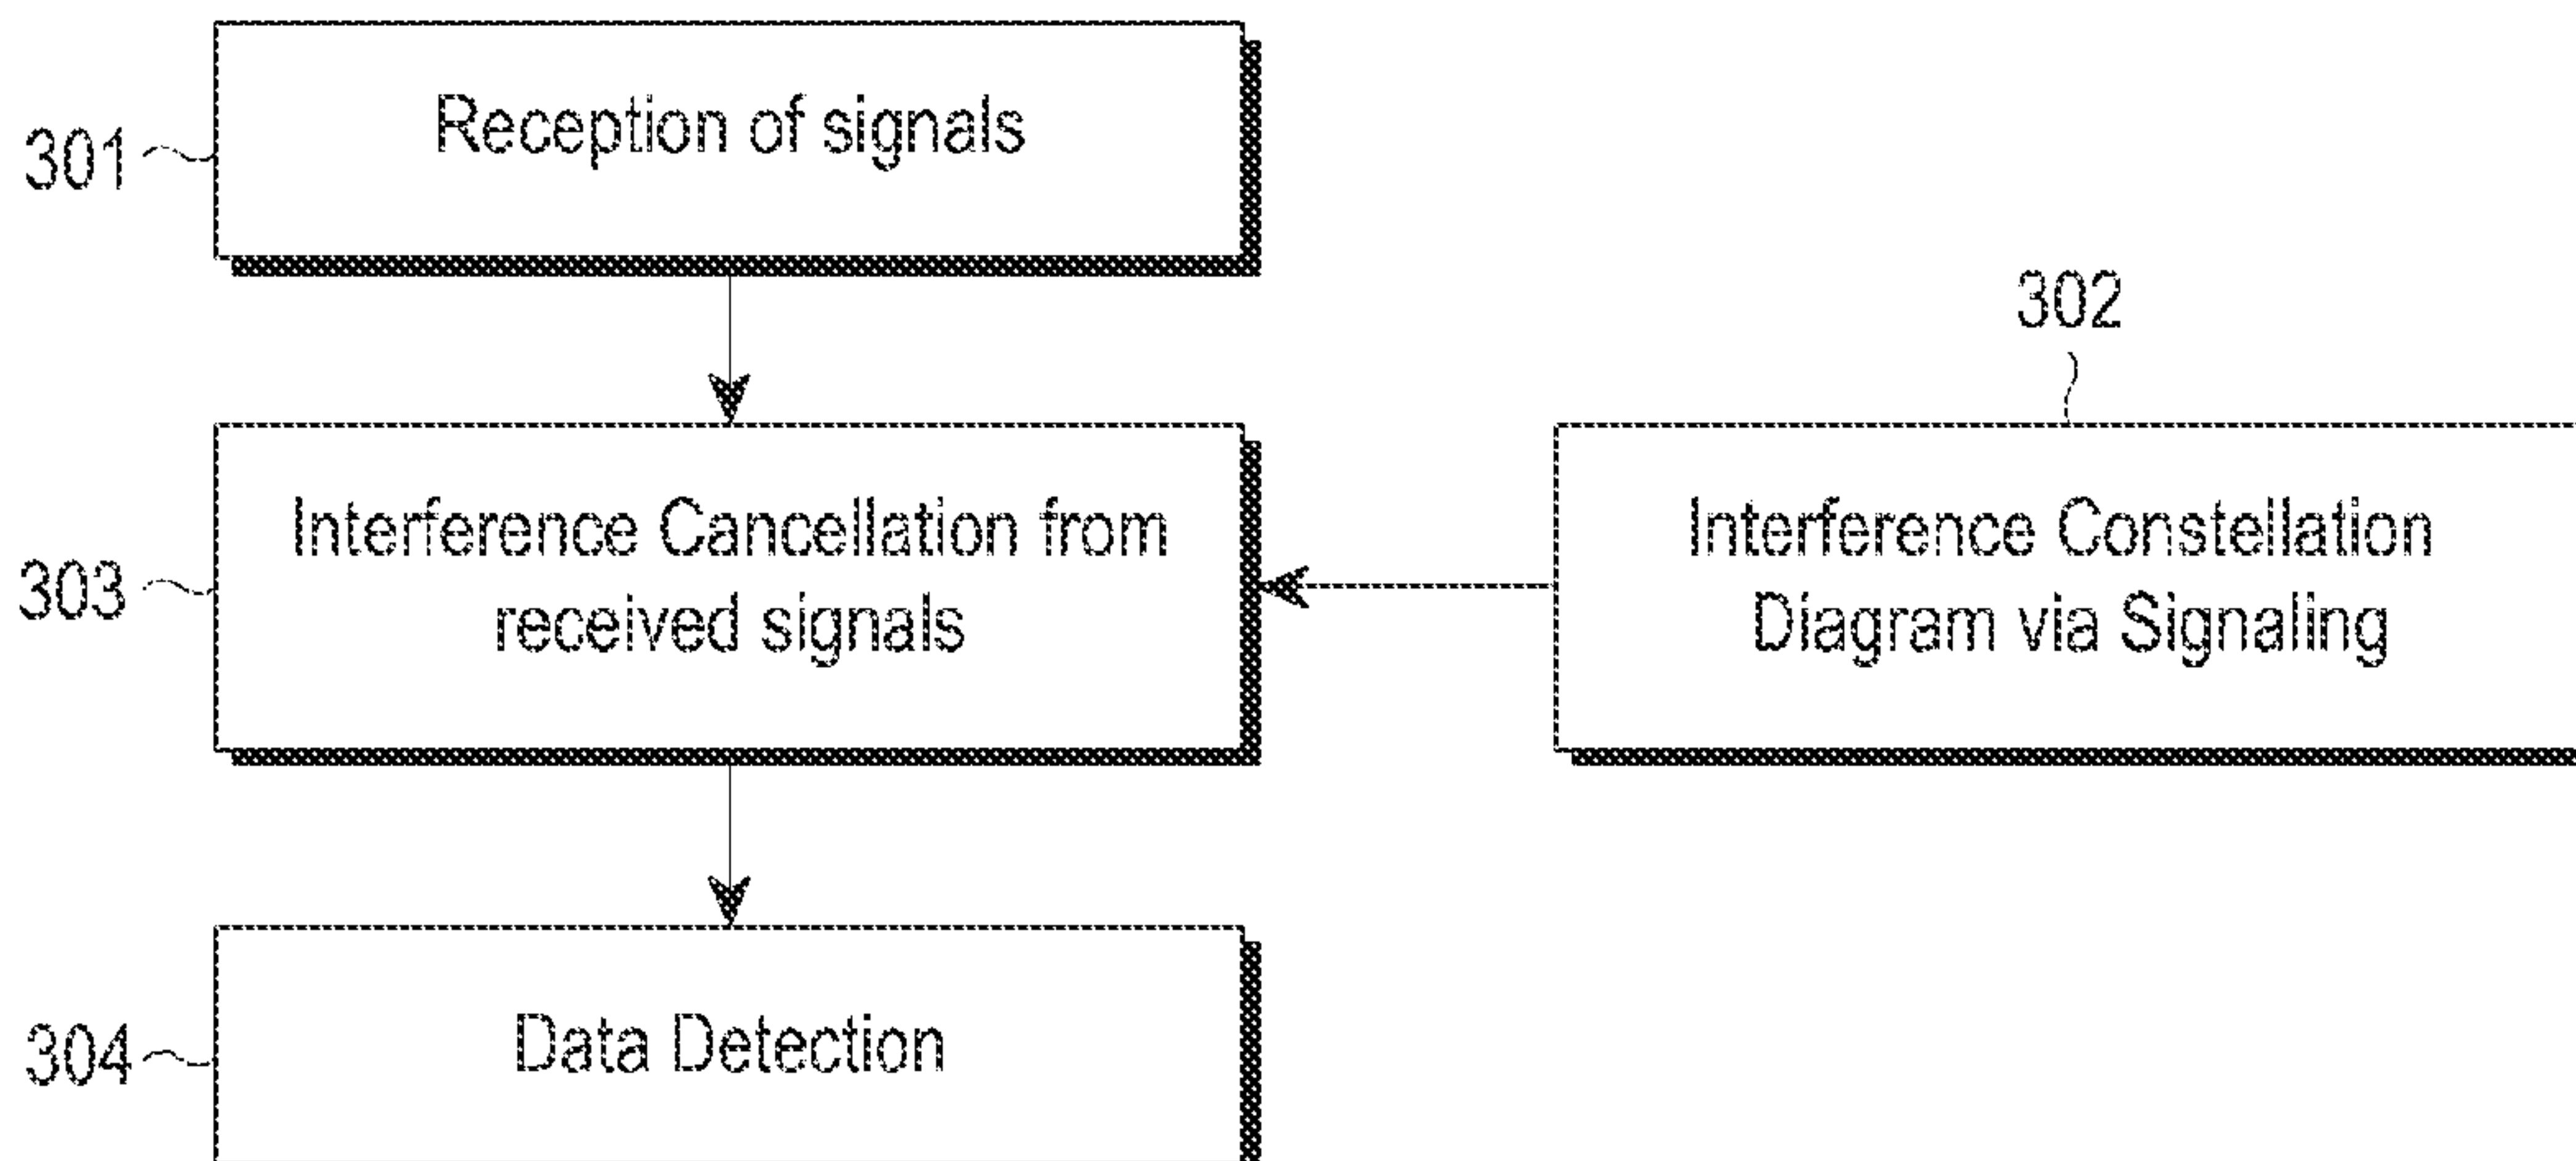 301
Reception of signals
302
303
Interference Cancellation from
received signals
Interference Constellation
Diagram via Signaling
304
Data Detection